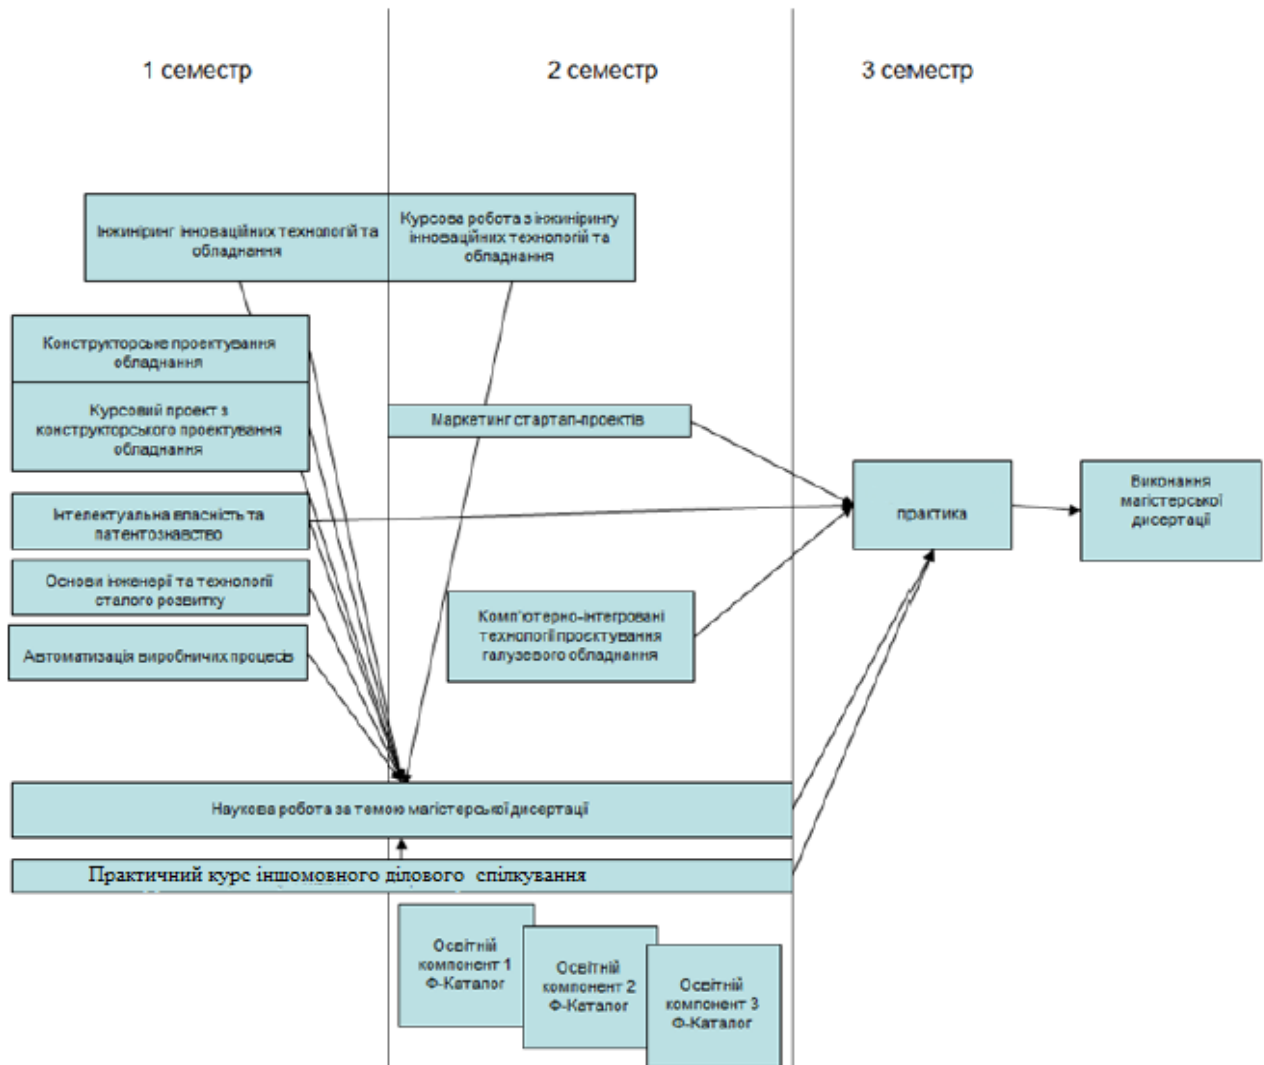 1 семестр
2 семестр
3 семестр
Інжиніринг інноваційних технологій та
обладнання
Курсова робота з інжинірингу
інноваційних технологій та
обладнання
Конструкторське проектування
обладнання
Курсовий проект з
конструкторського проектування
обладнання
Маркетинг стартап-проектів
Інтелектуальна власність та
патентознавство
практика
Виконання
магістерської
дисертації
Основи інженерії та технології
сталого розвитку
Комп'ютерно-інтегровані
технології проєктування
галузевого обладнання
Автоматизація виробничих процесів
Наукова робота за темою магістерської дисертації
Практичний курс іншомовного ділового спілкування
Освітній
компонент 1
Ф-Каталог
Освітній
компонент 2
Ф-Каталог
Освітній
компонент 3
Ф-Каталог